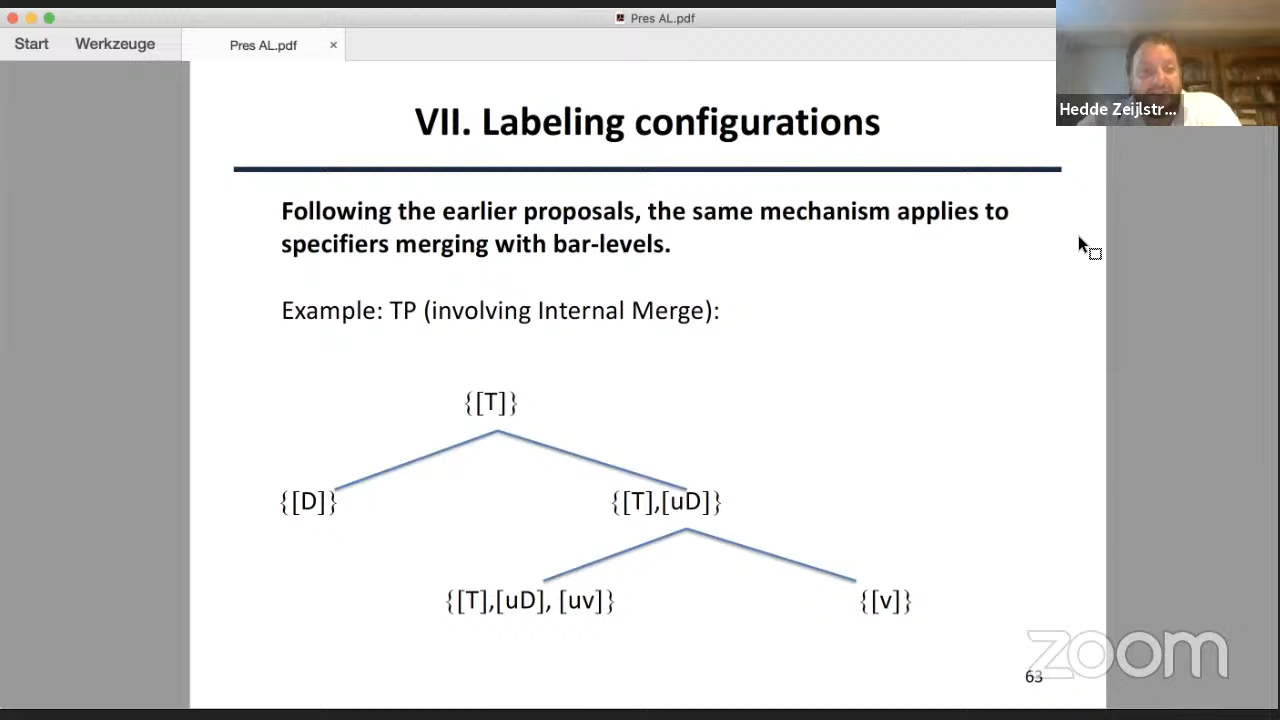 Pres AL.pdf
Start Werkzeuge Pres AL.pdf ×
Hedde Zeijlstr...
VII. Labeling configurations
Following the earlier proposals, the same mechanism applies to
specifiers merging with bar-levels.
Example: TP (involving Internal Merge):
{[T]}
{[D]} {[T],[uD]}
{[T],[uD], [uv]} {[v]}
zoom
63